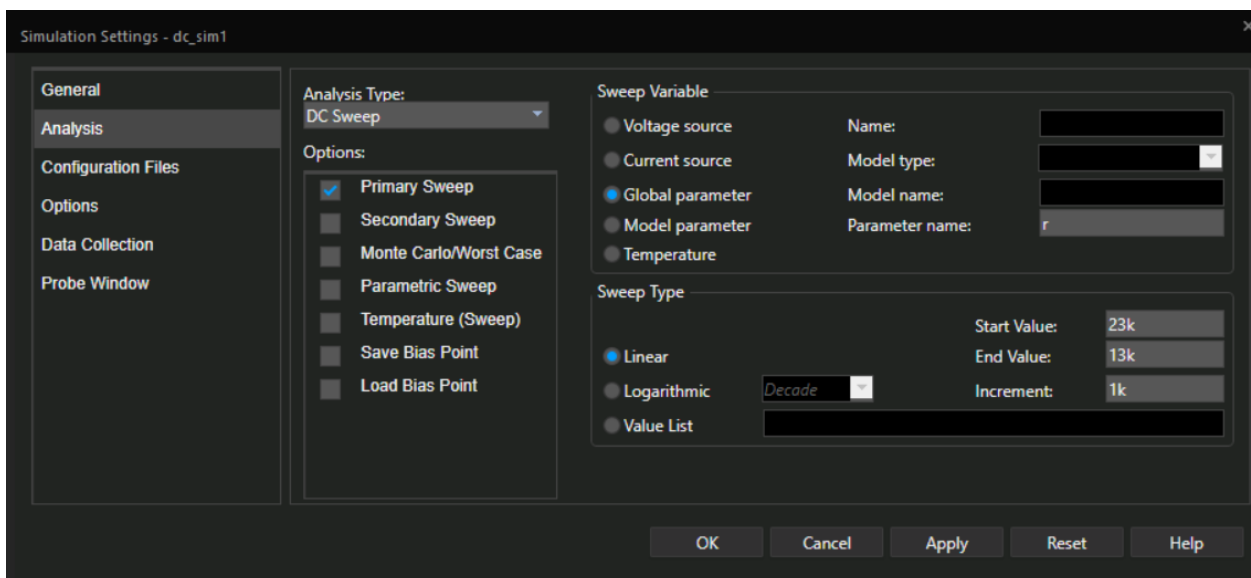 Simulation Settings - dc_sim1
General
Analysis
Configuration Files
Options
Data Collection
Probe Window
Analysis Type:
DC Sweep
Options:
Primary Sweep
Secondary Sweep
Monte Carlo/Worst Case
Parametric Sweep
Temperature (Sweep)
Save Bias Point
Load Bias Point
Sweep Variable
Voltage source Name:
Current source Model type:
Global parameter Model name:
Model parameter Parameter name: r
Temperature
Sweep Type
Start Value: 23k
Linear End Value: 13k
Logarithmic Decade Increment: 1k
Value List
OK Cancel Apply Reset Help